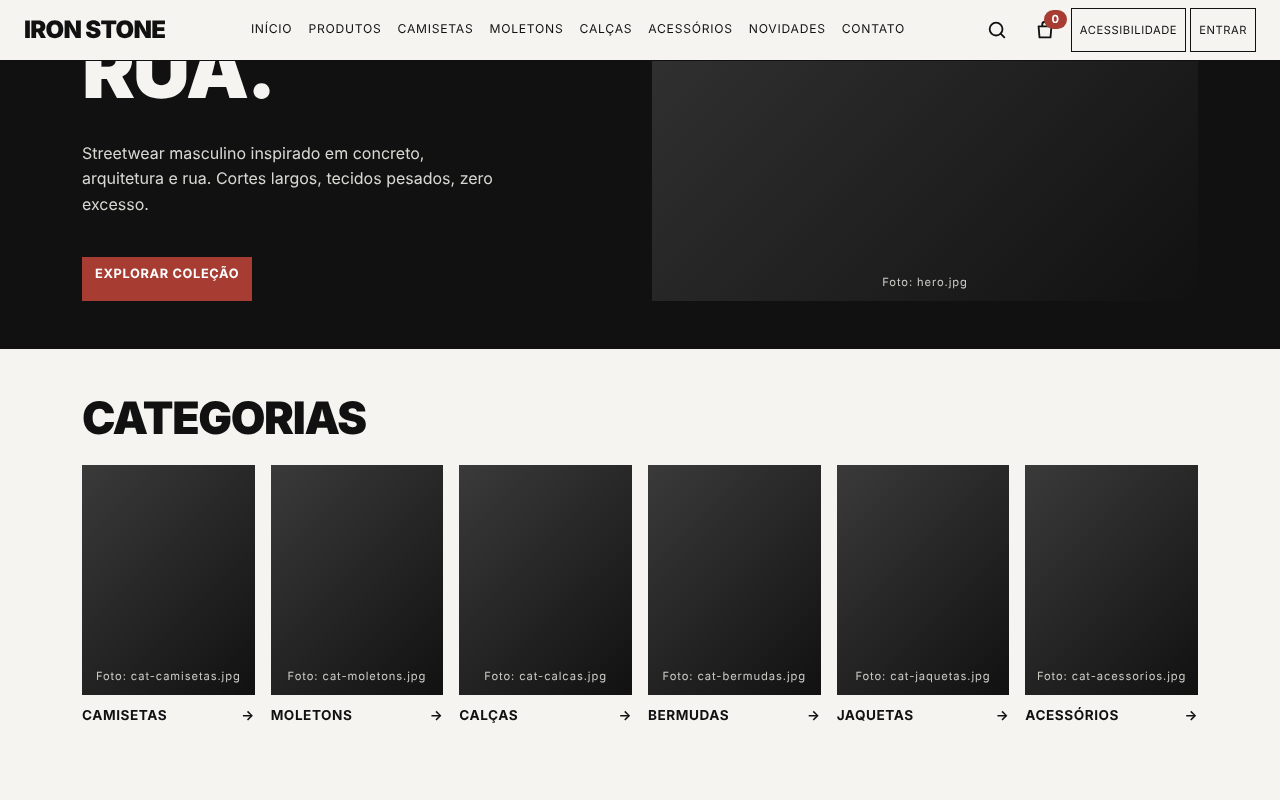 IRON STONE
INÍCIO PRODUTOS CAMISETAS MOLETONS CALÇAS ACESSÓRIOS NOVIDADES CONTATO
0
ACESSIBILIDADE
ENTRAR
RUA.
Streetwear masculino inspirado em concreto,
arquitetura e rua. Cortes largos, tecidos pesados, zero
excesso.
EXPLORAR COLEÇÃO
Foto: hero.jpg
CATEGORIAS
Foto: cat-camisetas.jpg
Foto: cat-moletons.jpg
Foto: cat-calcas.jpg
Foto: cat-bermudas.jpg
Foto: cat-jaquetas.jpg
Foto: cat-acessorios.jpg
CAMISETAS →
MOLETONS →
CALÇAS →
BERMUDAS →
JAQUETAS →
ACESSÓRIOS →